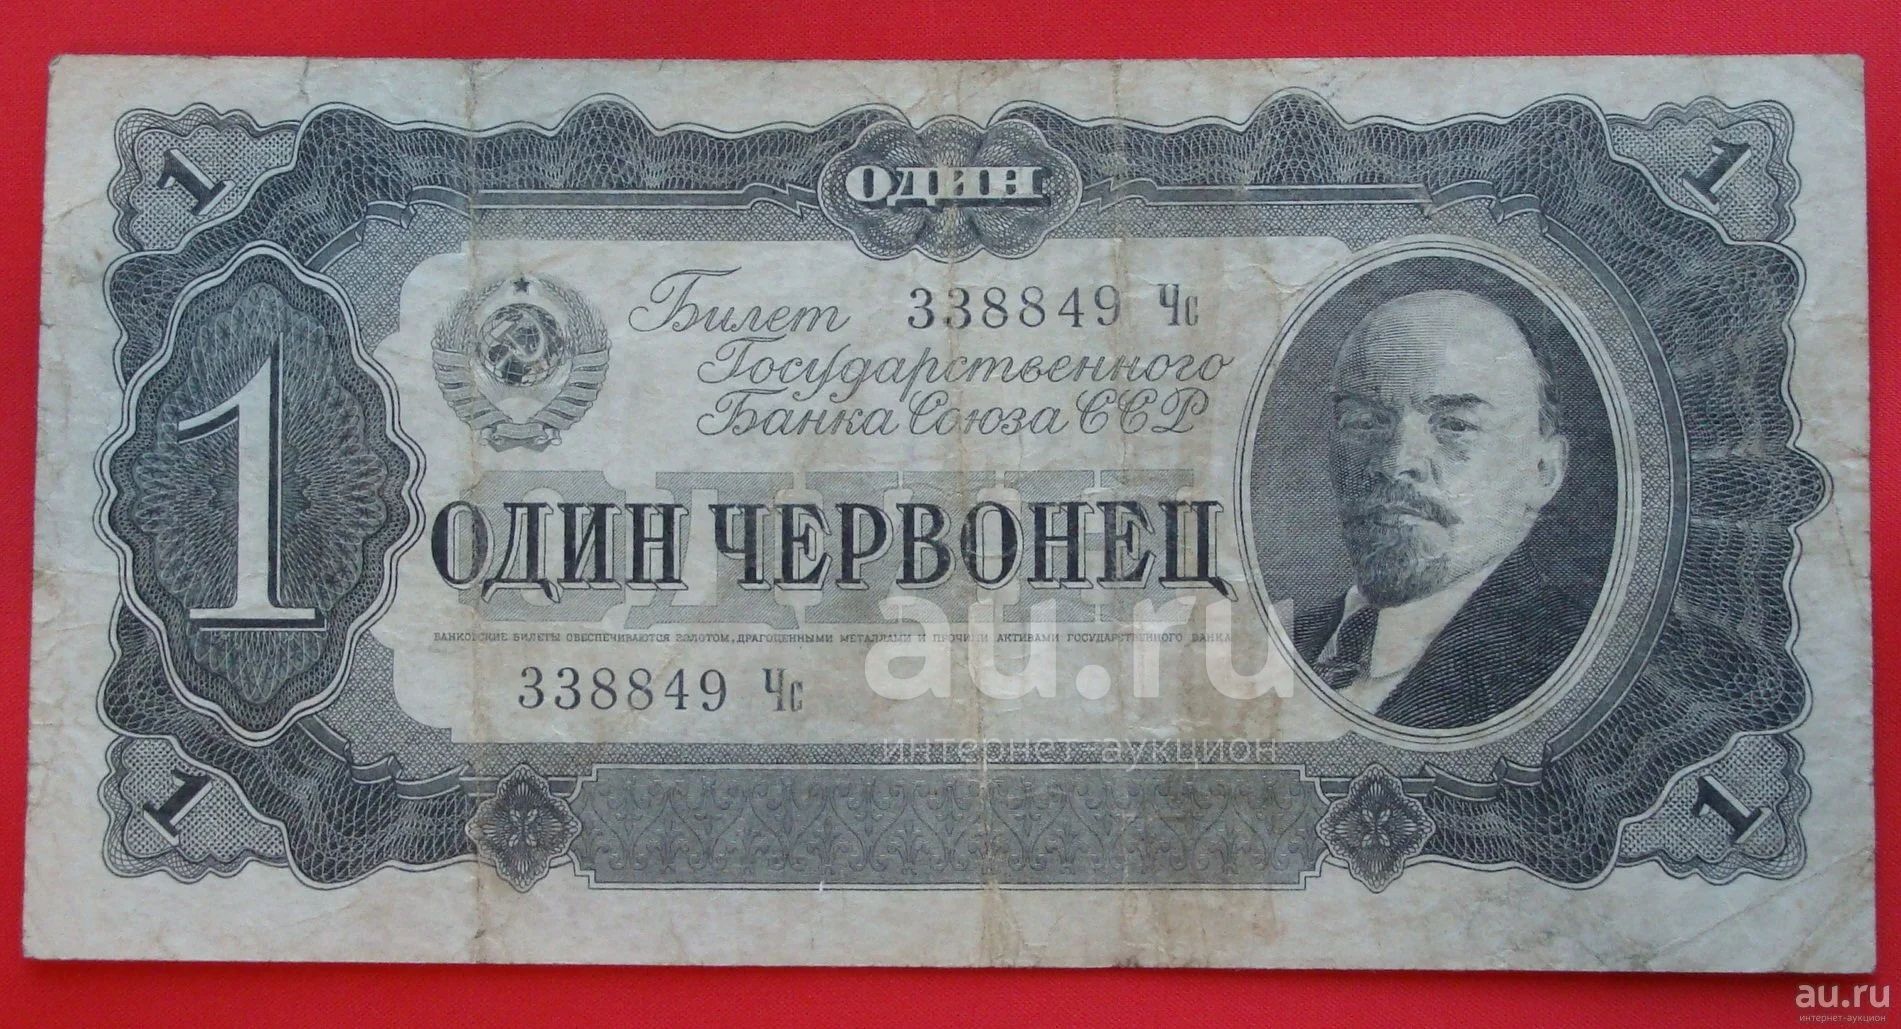 1
1
ОДИН
Билет 338849 Чс
Государственного
Банка Союза ССР
1
ОДИН
ОДИН ЧЕРВОНЕЦ
БАНКОВСКИЕ БИЛЕТЫ ОБЕСПЕЧИВАЮТСЯ ЗОЛОТОМ, ДРАГОЦЕННЫМИ МЕТАЛЛАМИ И ПРОЧИМИ АКТИВАМИ ГОСУДАРСТВЕННОГО БАНКА
338849 Чс
1
1
au.ru
интернет-аукцион
au.ru
интернет-аукцион